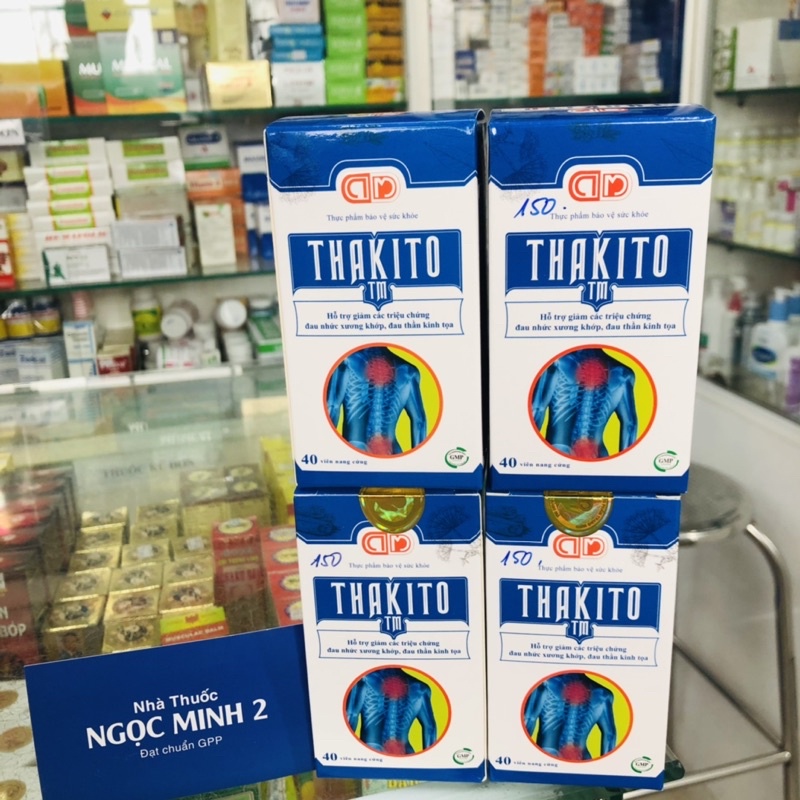 Thực phẩm bảo vệ sức khỏe
THAKITO
TM
Hỗ trợ giảm các triệu chứng
đau nhức xương khớp, đau thần kinh tọa
40 viên nang cứng
GMP
150.
Thực phẩm bảo vệ sức khỏe
THAKITO
TM
Hỗ trợ giảm các triệu chứng
đau nhức xương khớp, đau thần kinh tọa
40 viên nang cứng
GMP
150
Thực phẩm bảo vệ sức khỏe
THAKITO
TM
Hỗ trợ giảm các triệu chứng
đau nhức xương khớp, đau thần kinh tọa
40 viên nang cứng
GMP
150.
Thực phẩm bảo vệ sức khỏe
THAKITO
TM
Hỗ trợ giảm các triệu chứng
đau nhức xương khớp, đau thần kinh tọa
40 viên nang cứng
GMP
MUSCULAR BALM
Nhà Thuốc
NGỌC MINH 2
Đạt chuẩn GPP